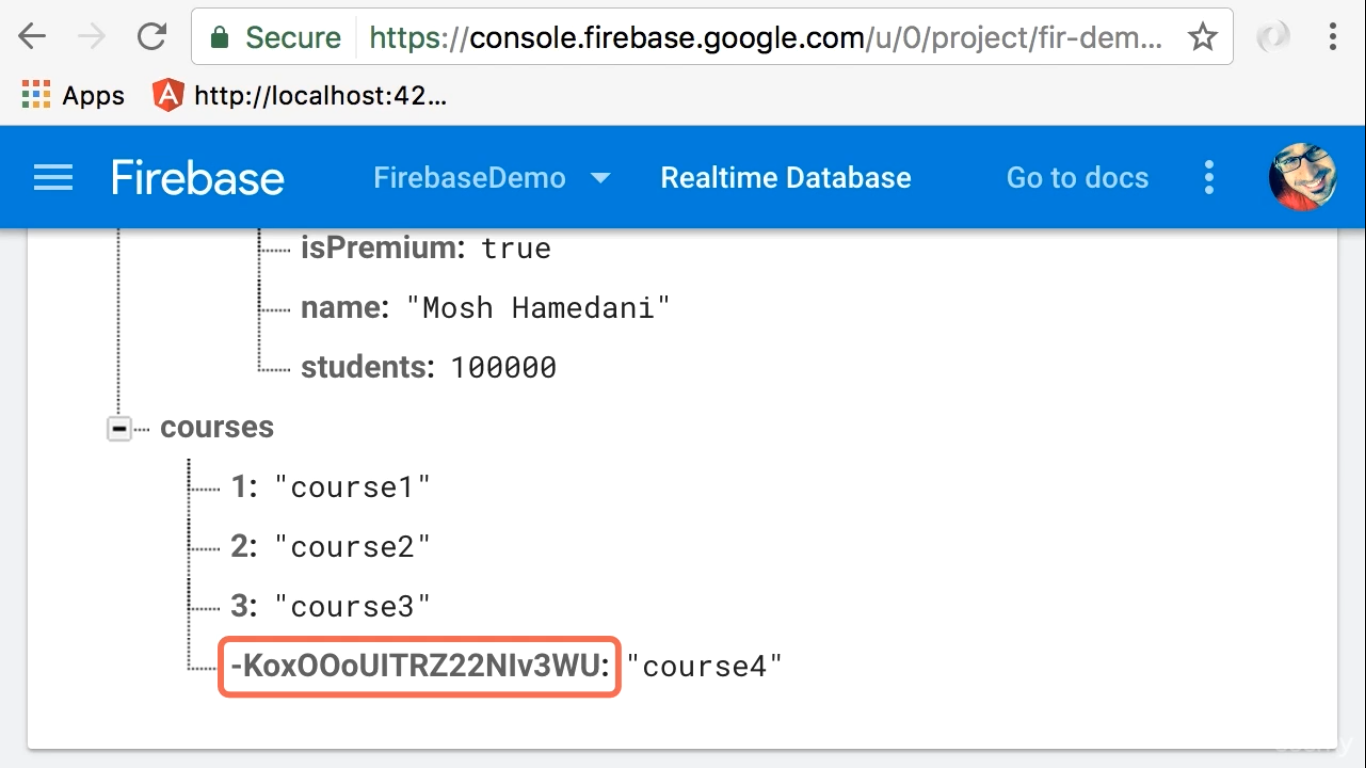 Secure https://console.firebase.google.com/u/0/project/fir-dem...
Apps http://localhost:42...
Firebase FirebaseDemo Realtime Database Go to docs
isPremium: true
name: "Mosh Hamedani"
students: 100000
courses
1: "course1"
2: "course2"
3: "course3"
-KoxOOoUITRZ22NIv3WU: "course4"